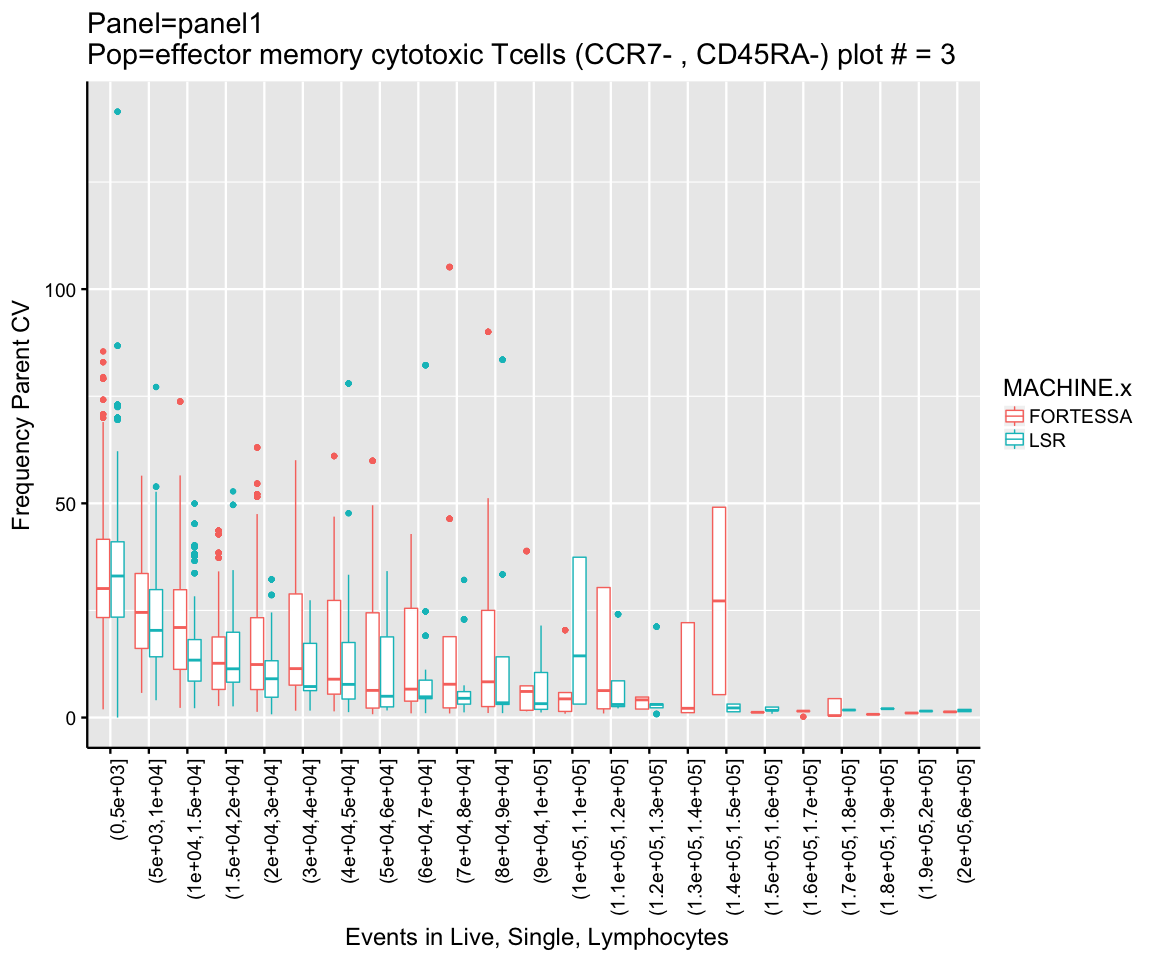 Panel=panel1
Pop=effector memory cytotoxic Tcells (CCR7- , CD45RA-) plot # = 3
Frequency Parent CV
100
50
0
(0,5e+03]
(5e+03,1e+04]
(1e+04,1.5e+04]
(1.5e+04,2e+04]
(2e+04,3e+04]
(3e+04,4e+04]
(4e+04,5e+04]
(5e+04,6e+04]
(6e+04,7e+04]
(7e+04,8e+04]
(8e+04,9e+04]
(9e+04,1e+05]
(1e+05,1.1e+05]
(1.1e+05,1.2e+05]
(1.2e+05,1.3e+05]
(1.3e+05,1.4e+05]
(1.4e+05,1.5e+05]
(1.5e+05,1.6e+05]
(1.6e+05,1.7e+05]
(1.7e+05,1.8e+05]
(1.8e+05,1.9e+05]
(1.9e+05,2e+05]
(2e+05,6e+05]
Events in Live, Single, Lymphocytes
MACHINE.x
FORTESSA
LSR